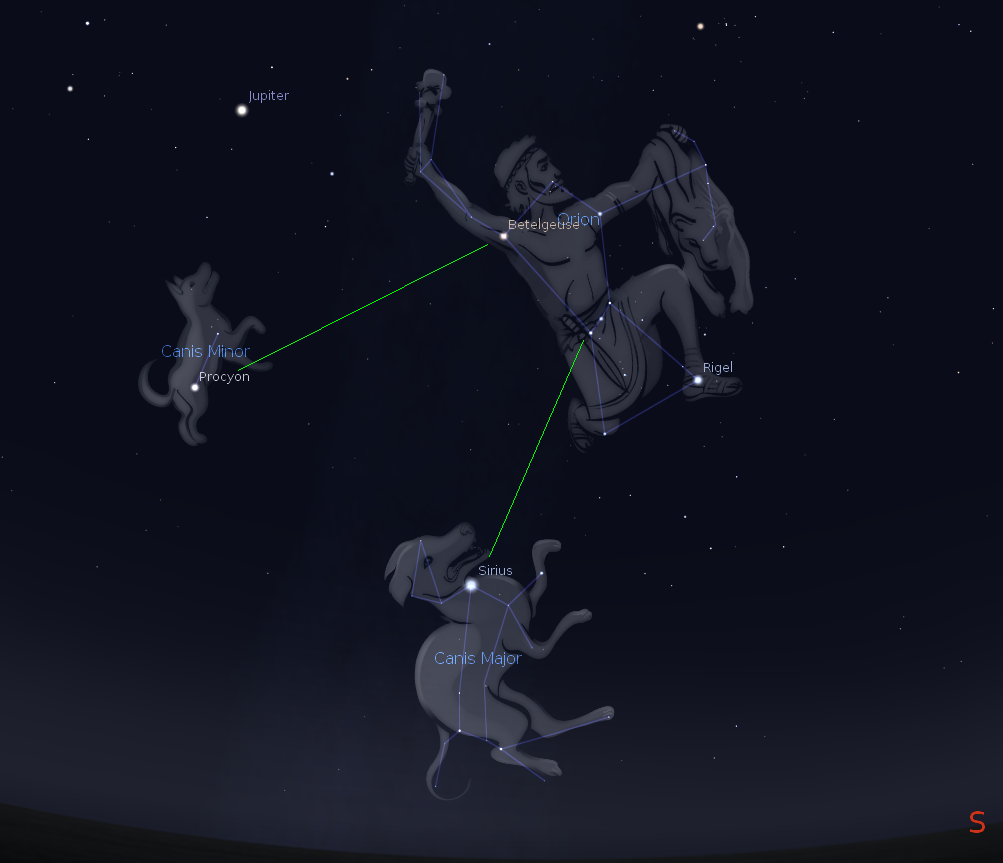 Jupiter
Orion
Betelgeuse
Canis Minor
Procyon
Rigel
Sirius
Canis Major
S